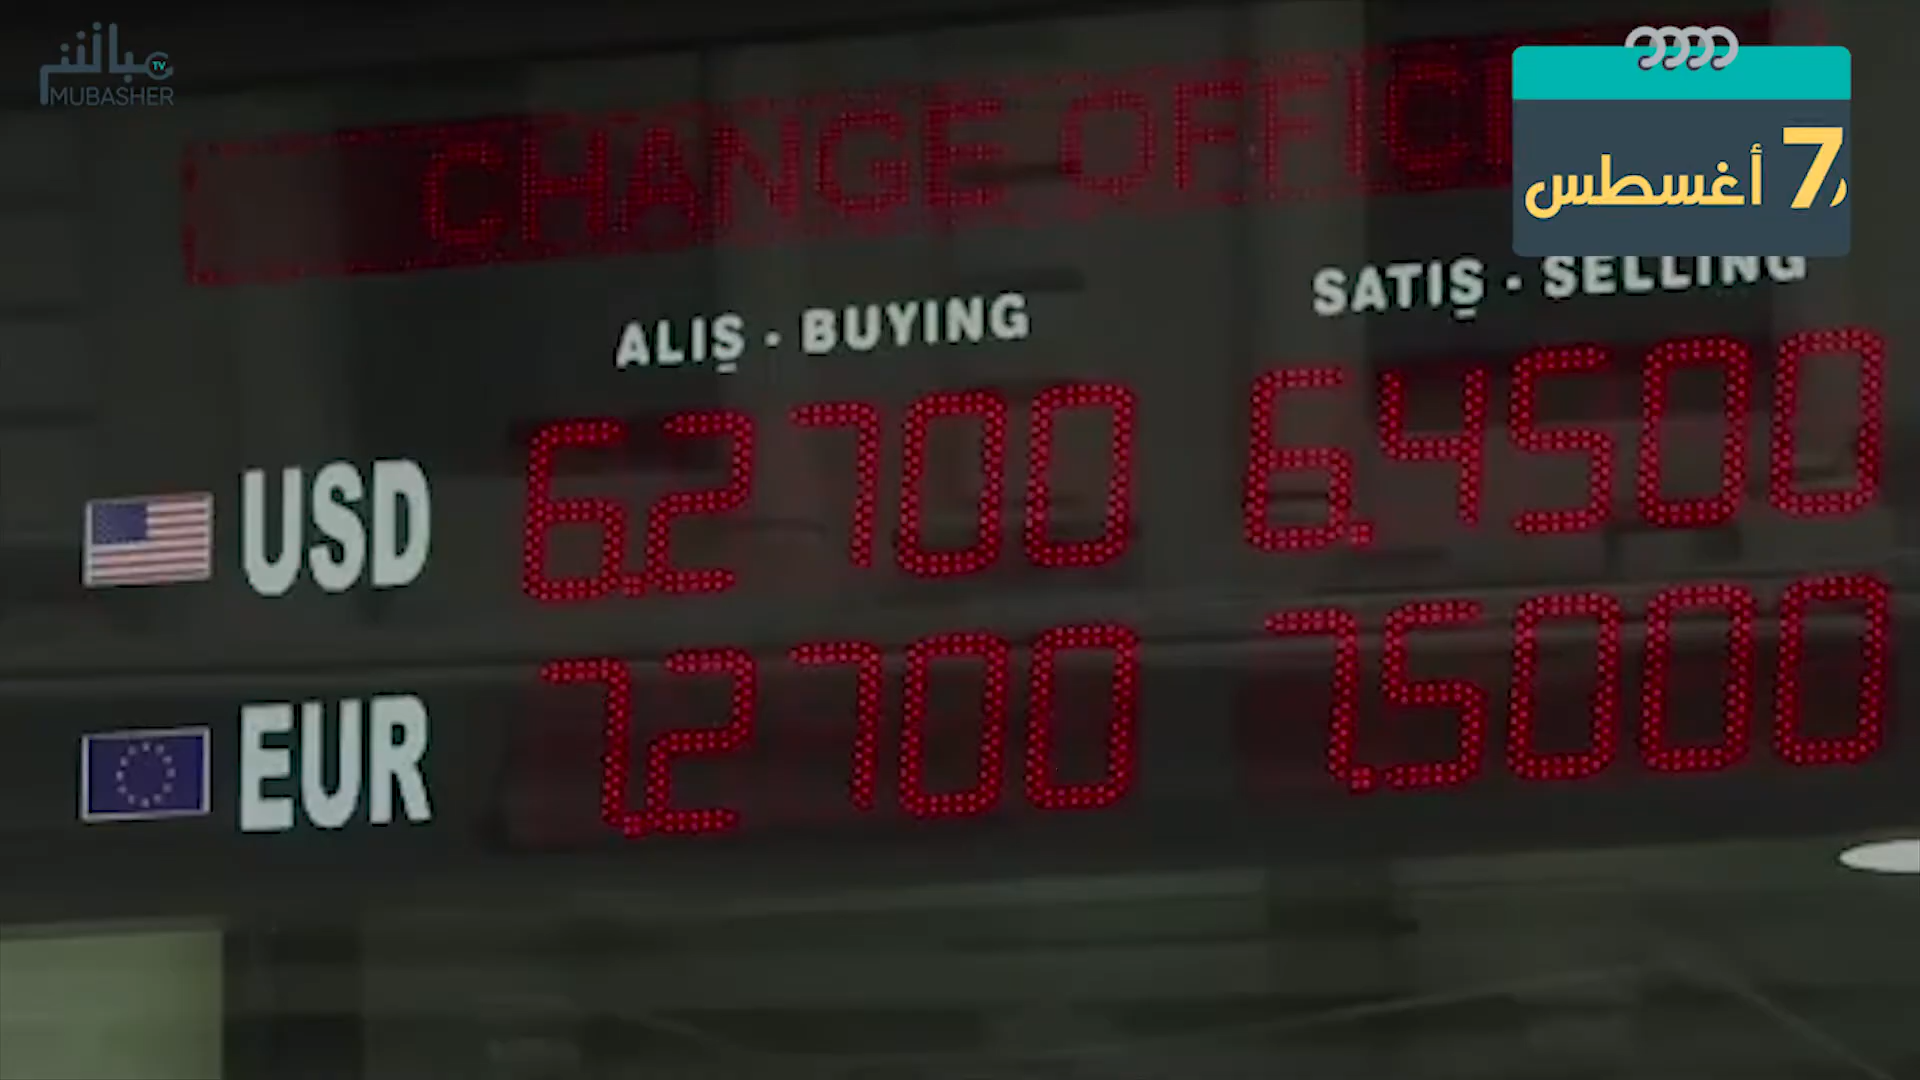 مباشر TV
MUBASHER
7 أغسطس
CHANGE OFFIC
ALIŞ - BUYING
SATIŞ - SELLING
USD 6.2700 6.4500
EUR 7.2700 7.5000